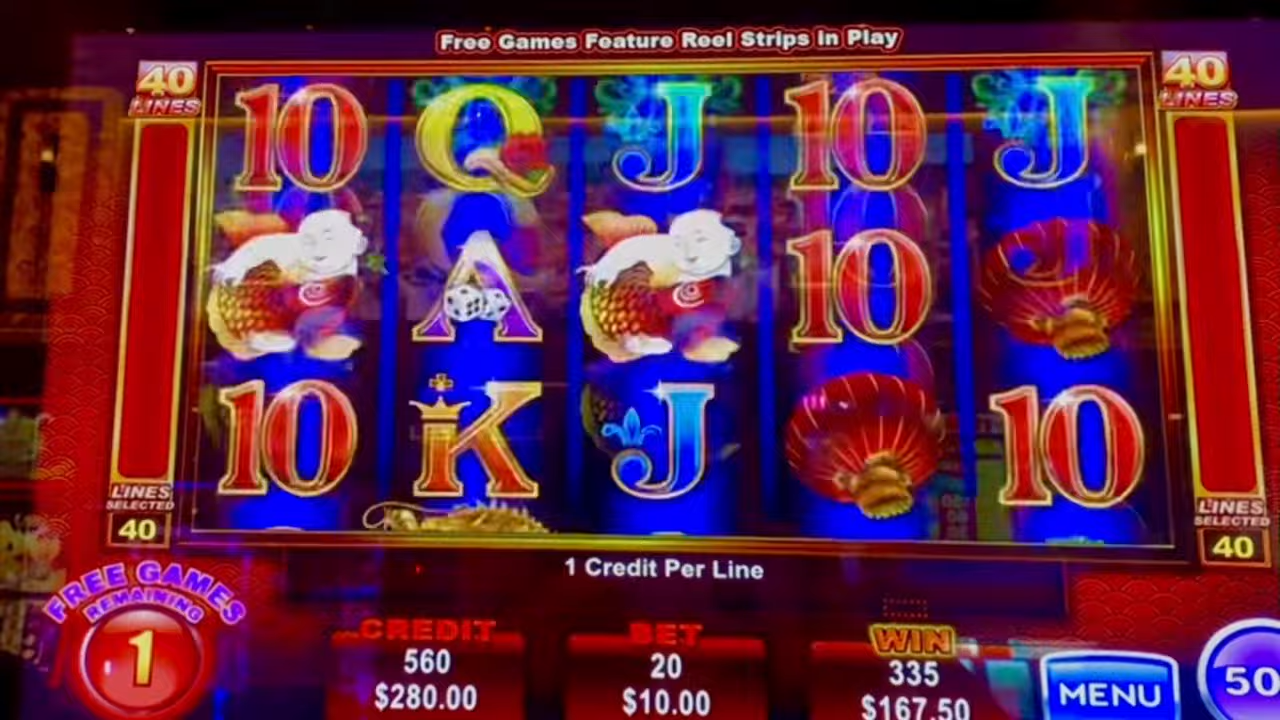 Free Games Feature Reel Strips in Play
40 LINES
40 LINES
10 Q J 10 J
A 10
10 K J 10
LINES SELECTED 40
LINES SELECTED 40
1 Credit Per Line
FREE GAMES
REMAINING
1
CREDIT BET WIN
560 20 335
$280.00 $10.00 $167.50
MENU
50